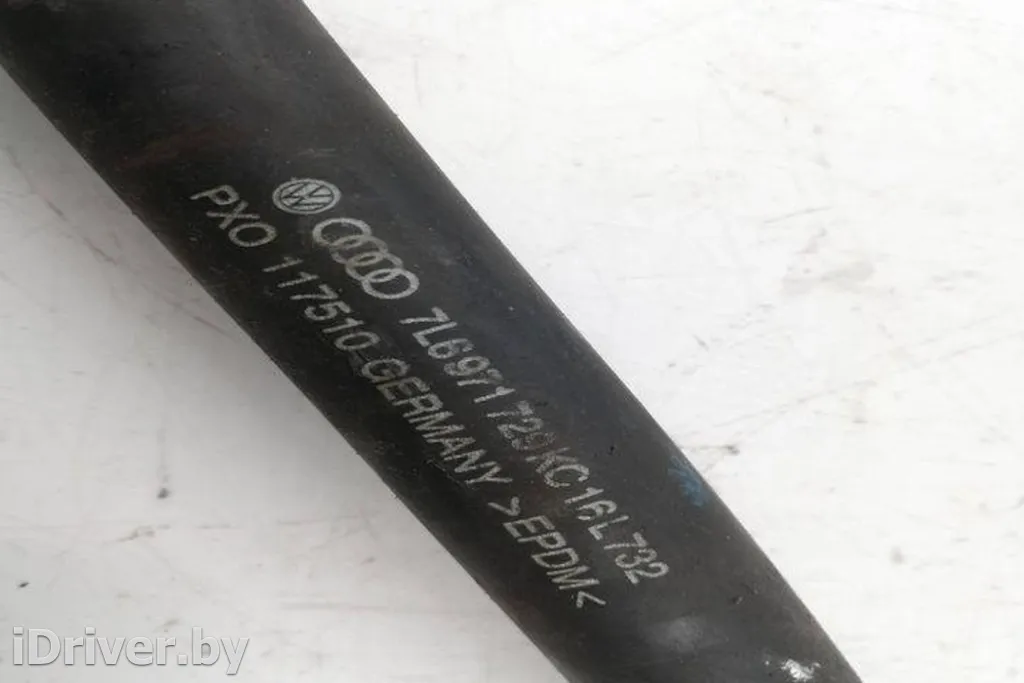 7L6971729KC16L732
PXO 117510 GERMANY >EPDM<
iDriver.by